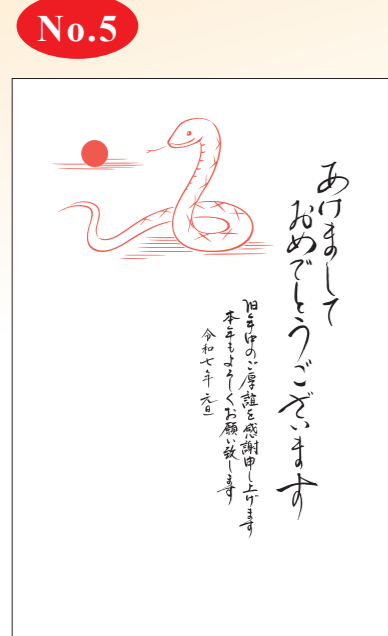 No.5
あけまして
おめでとうございます
旧年中のご厚誼を感謝申し上げます
本年もよろしくお願い致します
令和七年 元旦